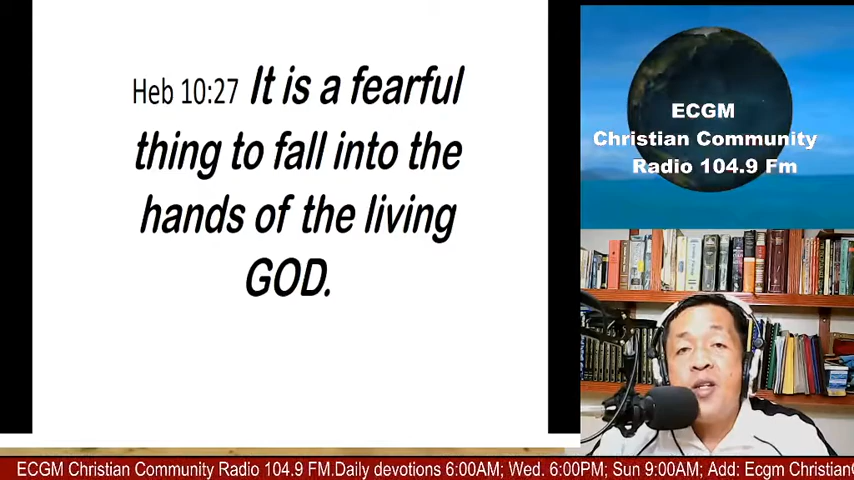 Heb 10:27 It is a fearful
thing to fall into the
hands of the living
GOD.
ECGM
Christian Community
Radio 104.9 Fm
ECGM Christian Community Radio 104.9 FM.Daily devotions 6:00AM; Wed. 6:00PM; Sun 9:00AM; Add: Ecgm Christian